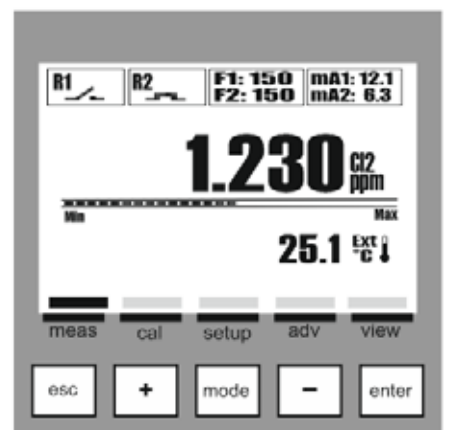 R1 R2 F1: 150 mA1: 12.1
F2: 150 mA2: 6.3
1.230 Cl2
ppm
Min Max
25.1 Ext
°C
meas cal setup adv view
esc + mode - enter